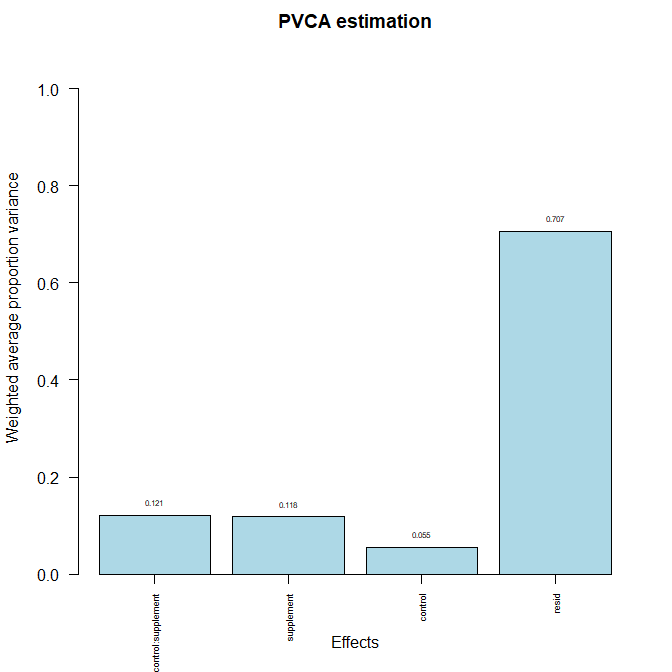 PVCA estimation
Weighted average proportion variance
1.0
0.8
0.6
0.4
0.2
0.0
0.121
0.118
0.055
0.707
control:supplement
supplement
control
resid
Effects